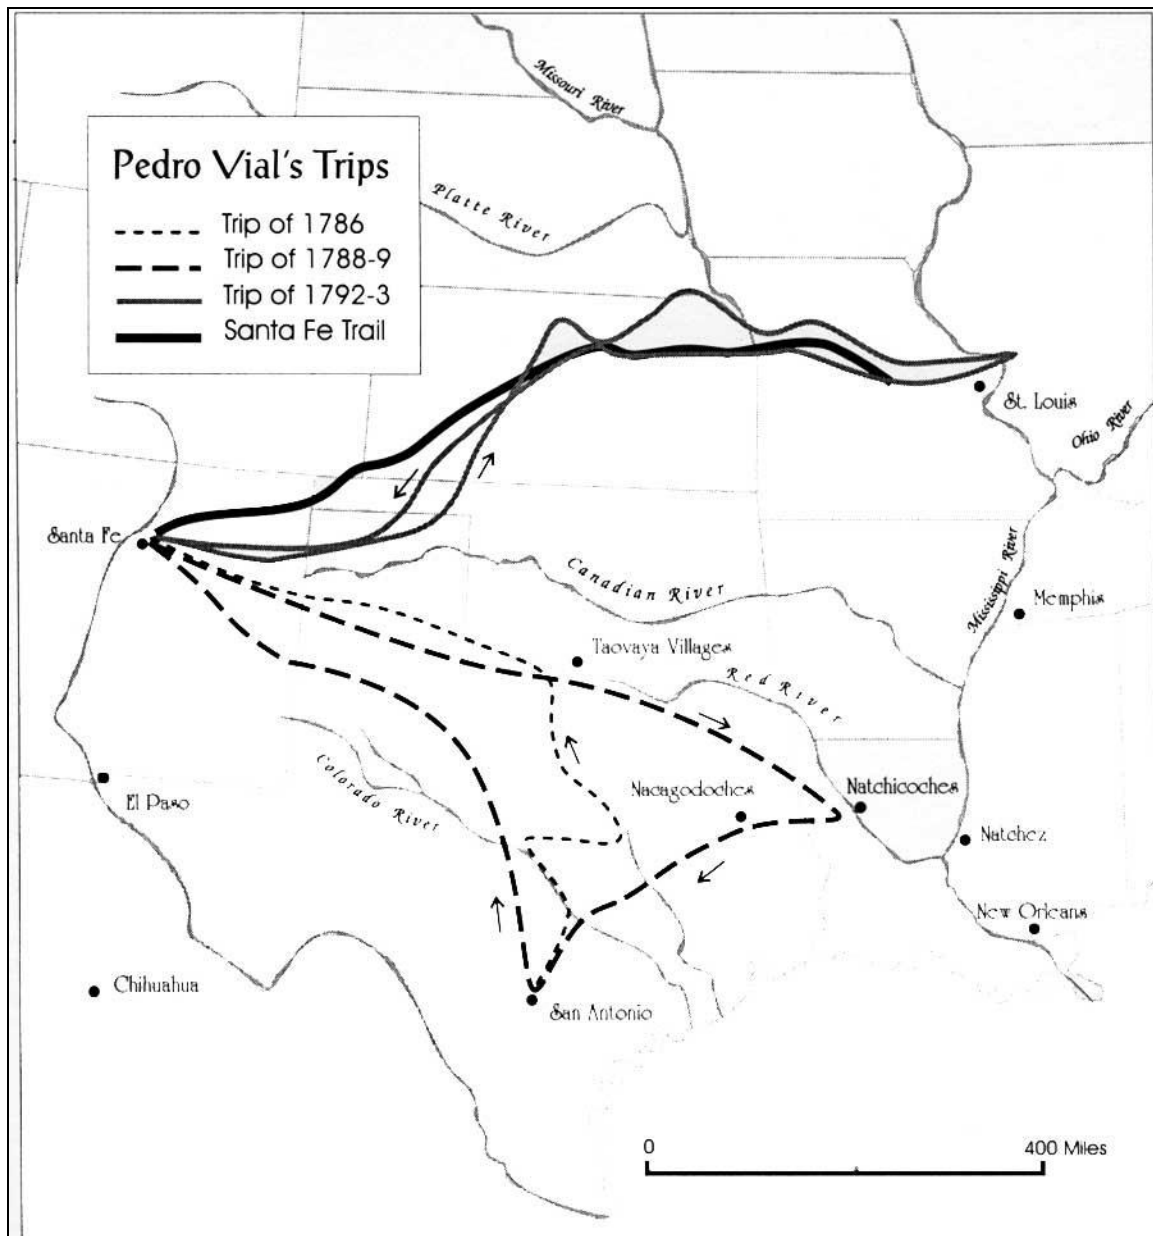 Missouri River
Pedro Vial's Trips
Trip of 1786
Trip of 1788-9
Trip of 1792-3
Santa Fe Trail
Platte River
St. Louis
Ohio River
Santa Fe
Canadian River
Mississippi River
Memphis
Taovaya Villages
Red River
Colorado River
El Paso
Nacagodoches
Natchicoches
Natchez
New Orleans
Chihuahua
San Antonio
0
400 Miles